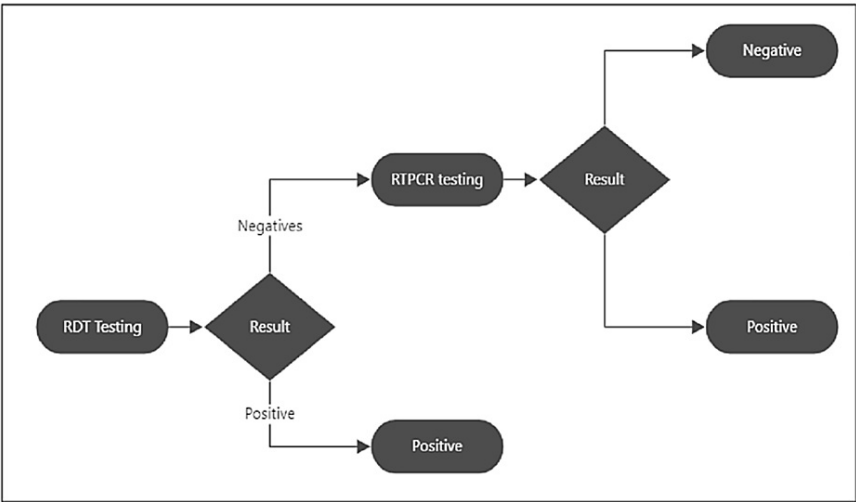 Negative
RTPCR testing
Result
Negatives
RDT Testing
Result
Positive
Positive
Positive